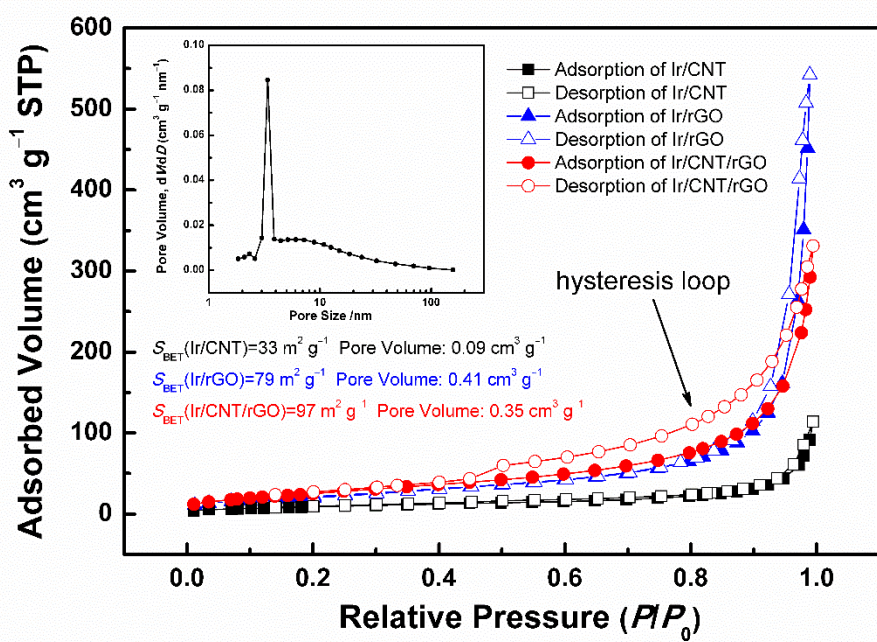 Adsorbed Volume (cm³ g⁻¹ STP)
600
500
400
300
200
100
0
0.0
0.2
0.4
0.6
0.8
1.0
Relative Pressure (P/P₀)
Pore Volume, dV/dD (cm³ g⁻¹ nm⁻¹)
0.10
0.08
0.06
0.04
0.02
0.00
1
10
100
Pore Size /nm
Adsorption of Ir/CNT
Desorption of Ir/CNT
Adsorption of Ir/rGO
Desorption of Ir/rGO
Adsorption of Ir/CNT/rGO
Desorption of Ir/CNT/rGO
hysteresis loop
S_BET(Ir/CNT)=33 m² g⁻¹ Pore Volume: 0.09 cm³ g⁻¹
S_BET(Ir/rGO)=79 m² g⁻¹ Pore Volume: 0.41 cm³ g⁻¹
S_BET(Ir/CNT/rGO)=97 m² g⁻¹ Pore Volume: 0.35 cm³ g⁻¹